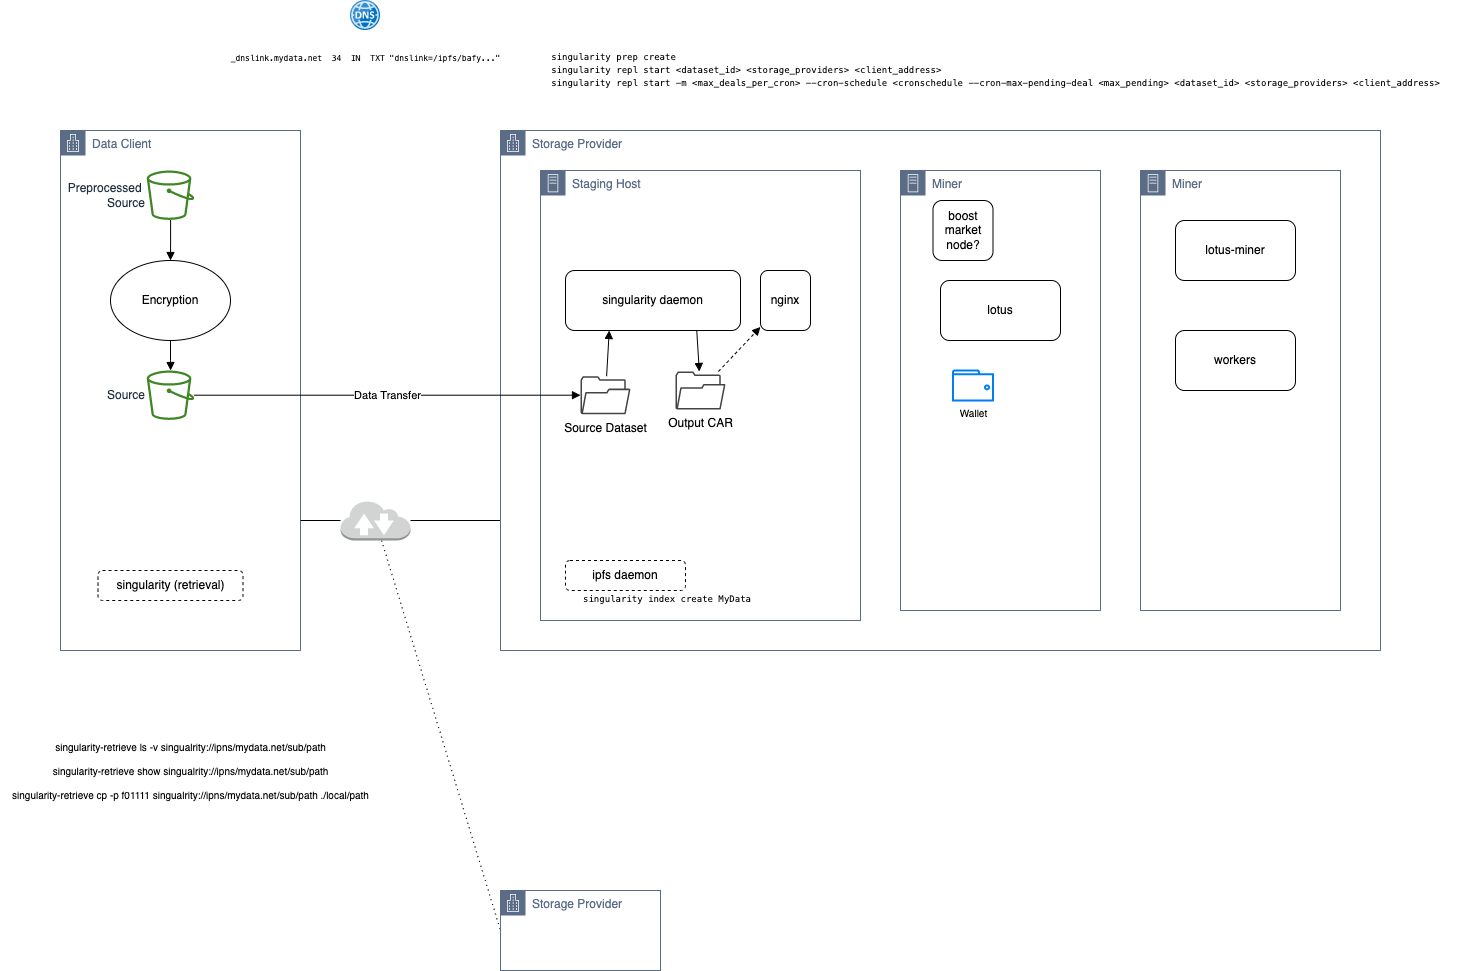 DNS
_dnslink.mydata.net 34 IN TXT "dnslink=/ipfs/bafy..."
singularity prep create
singularity repl start <dataset_id> <storage_providers> <client_address>
singularity repl start -m <max_deals_per_cron> --cron-schedule <cronschedule --cron-max-pending-deal <max_pending> <dataset_id> <storage_providers> <client_address>
Data Client
Preprocessed
Source
Encryption
Source
Data Transfer
singularity (retrieval)
Storage Provider
Staging Host
singularity daemon
nginx
Source Dataset
Output CAR
ipfs daemon
singularity index create MyData
Miner
boost
market
node?
lotus
Wallet
Miner
lotus-miner
workers
singularity-retrieve ls -v singualrity://ipns/mydata.net/sub/path
singularity-retrieve show singualrity://ipns/mydata.net/sub/path
singularity-retrieve cp -p f01111 singualrity://ipns/mydata.net/sub/path ./local/path
Storage Provider